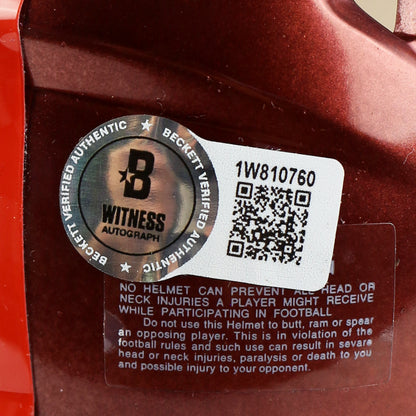 BECKETT VERIFIED AUTHENTIC ★ BECKETT VERIFIED AUTHENTIC ★
B
WITNESS
AUTOGRAPH
1W810760
NO HELMET CAN PREVENT ALL HEAD OR
NECK INJURIES A PLAYER MIGHT RECEIVE
WHILE PARTICIPATING IN FOOTBALL
Do not use this Helmet to butt, ram or spear
an opposing player. This is in violation of the
football rules and such use can result in severe
head or neck injuries, paralysis or death to you
and possible injury to your opponent.